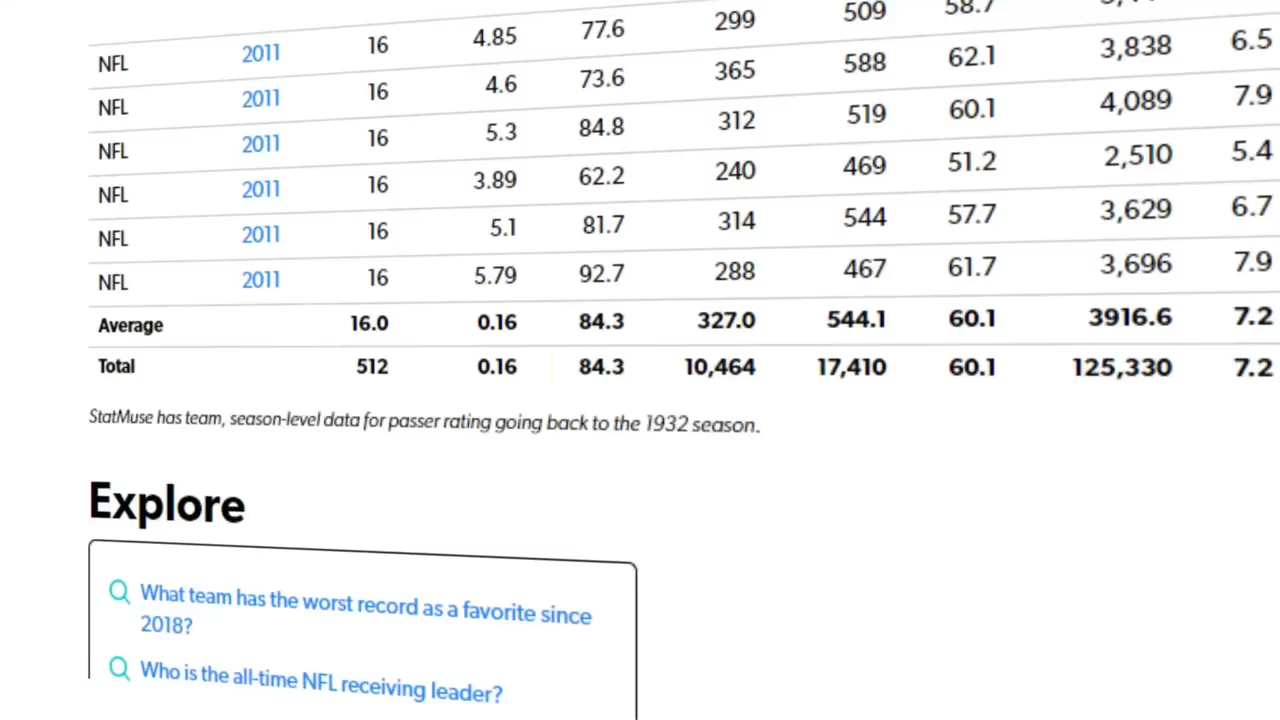 NFL 2011 16 4.85 77.6 299 509 58.7
NFL 2011 16 4.6 73.6 365 588 62.1 3,838 6.5
NFL 2011 16 5.3 84.8 312 519 60.1 4,089 7.9
NFL 2011 16 3.89 62.2 240 469 51.2 2,510 5.4
NFL 2011 16 5.1 81.7 314 544 57.7 3,629 6.7
NFL 2011 16 5.79 92.7 288 467 61.7 3,696 7.9
Average 16.0 0.16 84.3 327.0 544.1 60.1 3916.6 7.2
Total 512 0.16 84.3 10,464 17,410 60.1 125,330 7.2
StatMuse has team, season-level data for passer rating going back to the 1932 season.
Explore
What team has the worst record as a favorite since
2018?
Who is the all-time NFL receiving leader?